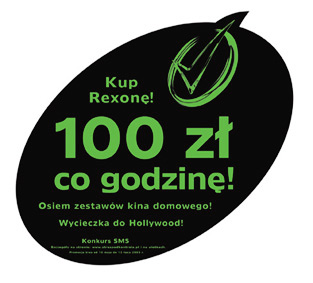 Kup
Rexonę!
100 zł
co godzinę!
Osiem zestawów kina domowego!
Wycieczka do Hollywood!
Konkurs SMS